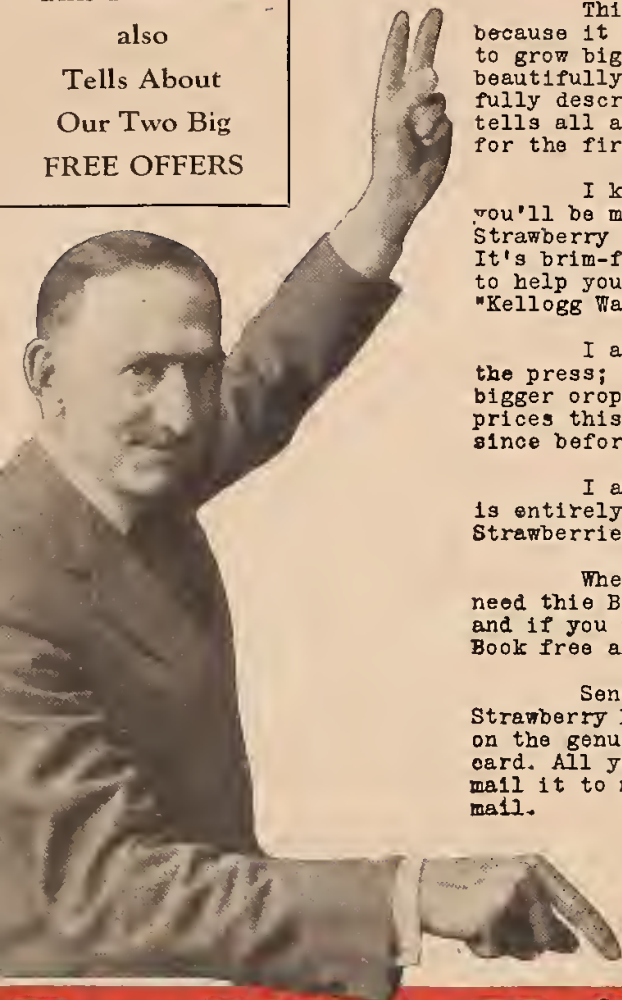 also
Tells About
Our Two Big
FREE OFFERS
Thi
because it
to grow big
beautifully
fully descr
tells all a
for the fir
I k
you'll be m
Strawberry
It's brim-f
to help you
"Kellogg Wa
I a
the press;
bigger orop
prices this
since befor
I a
is entirely
Strawberrie
Whe
need thie B
and if you
Book free a
Sen
Strawberry
on the genu
card. All y
mail it to
mail.